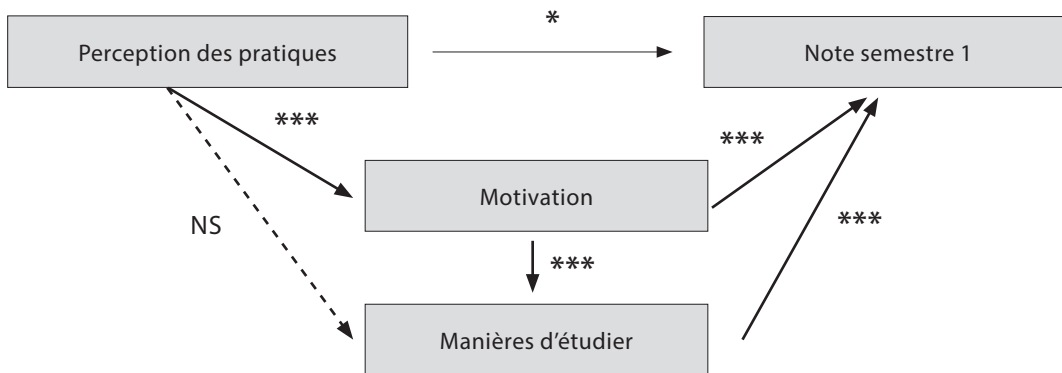 *
Perception des pratiques
Note semestre 1
***
***
Motivation
***
NS
***
Manières d’étudier